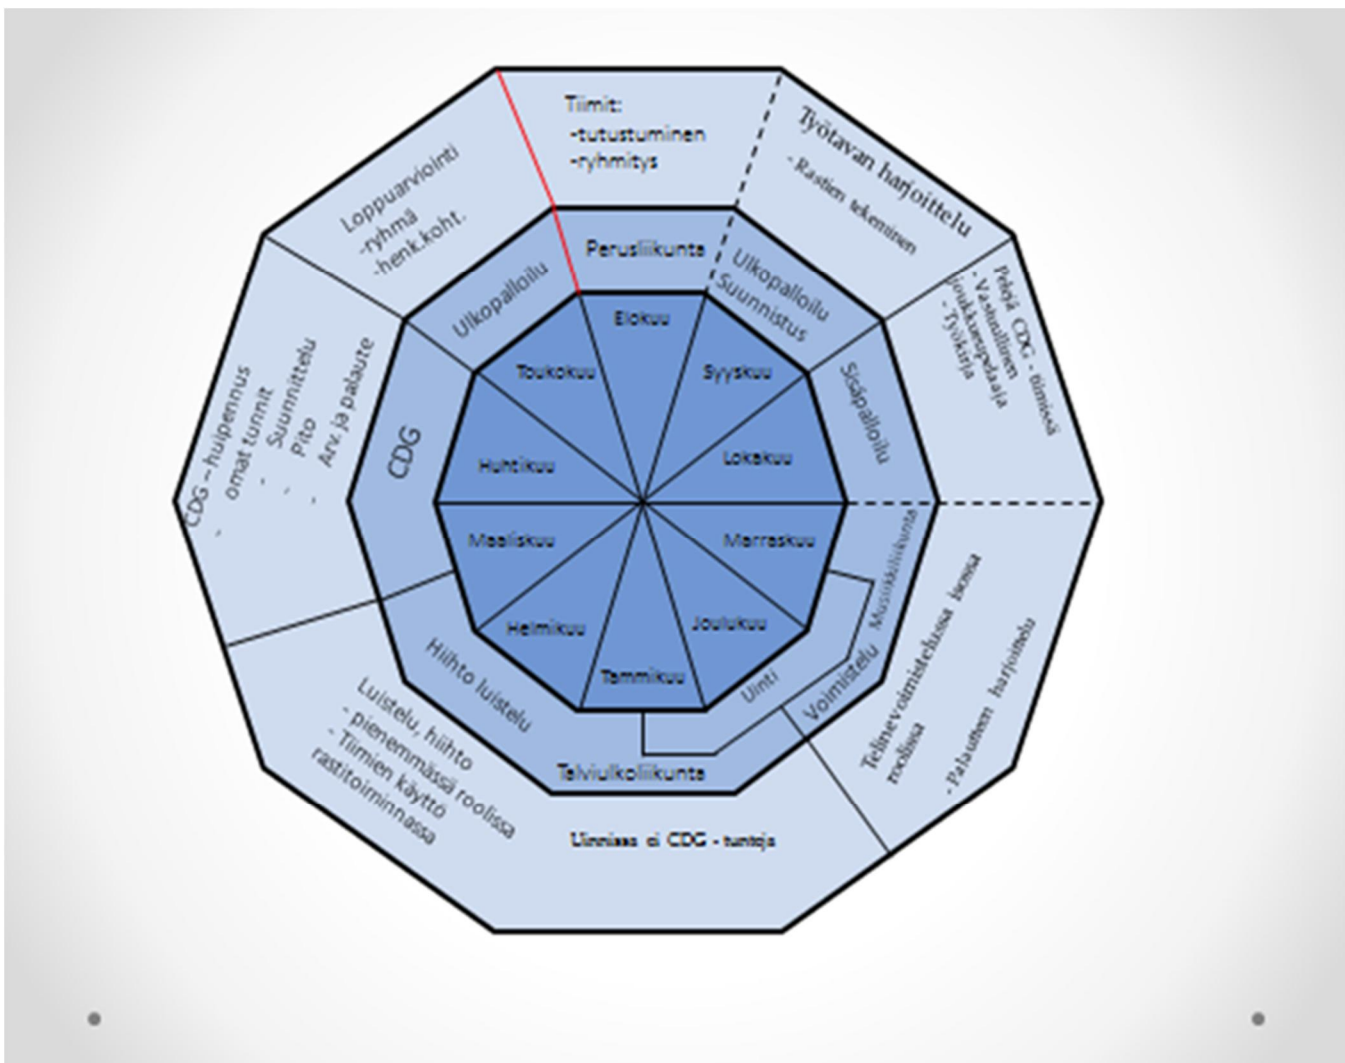 Tiimit:
-tutustuminen
-ryhmitys
Työtavan harjoittelu
- Rastien tekeminen
Pelejä CDG - tiimissä
- Vastuullinen
joukkuepelaaja
- Työkirja
Telinevoimistelussa isossa
roolissa
- Palautteen harjoittelu
Uinnissa ei CDG - tunteja
Luistelu, hiihto
- pienemmässä roolissa
- Tiimien käyttö
rastitoiminnassa
CDG – huipennus
- omat tunnit
- Suunnittelu
- Pito
- Arv. ja palaute
Loppuarviointi
-ryhmä
-henk.koht.
Perusliikunta
Ulkopalloilu
Suunnistus
Sisäpalloilu
Musiikkiliikunta
Voimistelu
Uinti
Talviulkoliikunta
Hiihto luistelu
CDG
Ulkopalloilu
Elokuu
Syyskuu
Lokakuu
Marraskuu
Joulukuu
Tammikuu
Helmikuu
Maaliskuu
Huhtikuu
Toukokuu